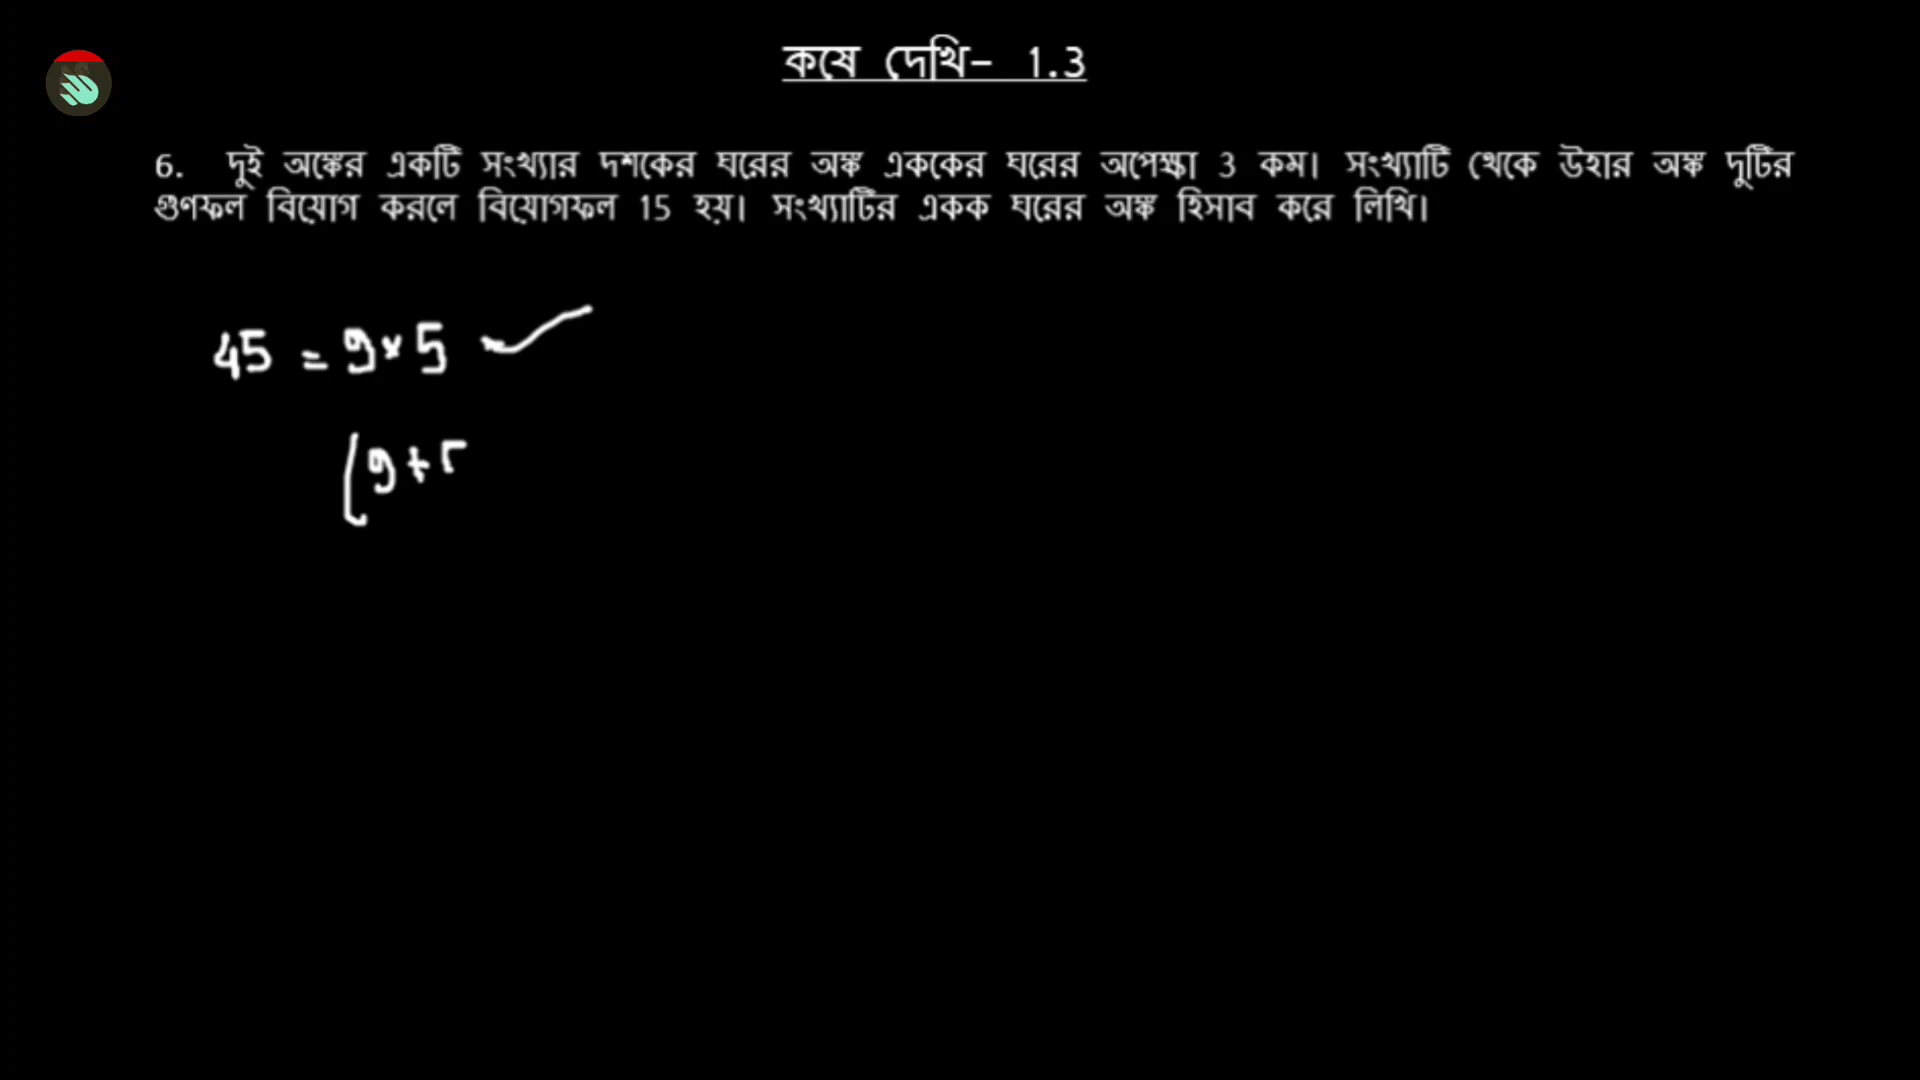 কষে দেখি- 1.3
6. দুই অঙ্কের একটি সংখ্যার দশকের ঘরের অঙ্ক এককের ঘরের অপেক্ষা 3 কম। সংখ্যাটি থেকে উহার অঙ্ক দুটির
গুণফল বিয়োগ করলে বিয়োগফল 15 হয়। সংখ্যাটির একক ঘরের অঙ্ক হিসাব করে লিখি।
45 = 9 × 5
(9 +